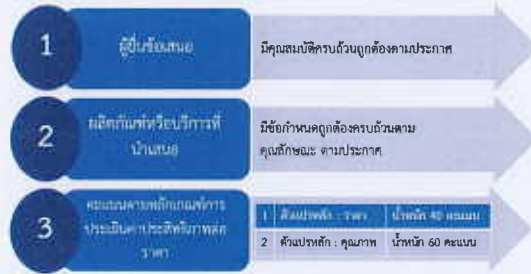 1
ผู้ยื่นข้อเสนอ
มีคุณสมบัติครบถ้วนถูกต้องตามประกาศ
2
ผลิตภัณฑ์หรือบริการที่
นำเสนอ
มีข้อกำหนดถูกต้องครบถ้วนตาม
คุณลักษณะ ตามประกาศ
3
คะแนนตามหลักเกณฑ์การ
ประเมินค่าประสิทธิภาพต่อ
ราคา
1 ตัวแปรหลัก : ราคา น้ำหนัก 40 คะแนน
2 ตัวแปรหลัก : คุณภาพ น้ำหนัก 60 คะแนน